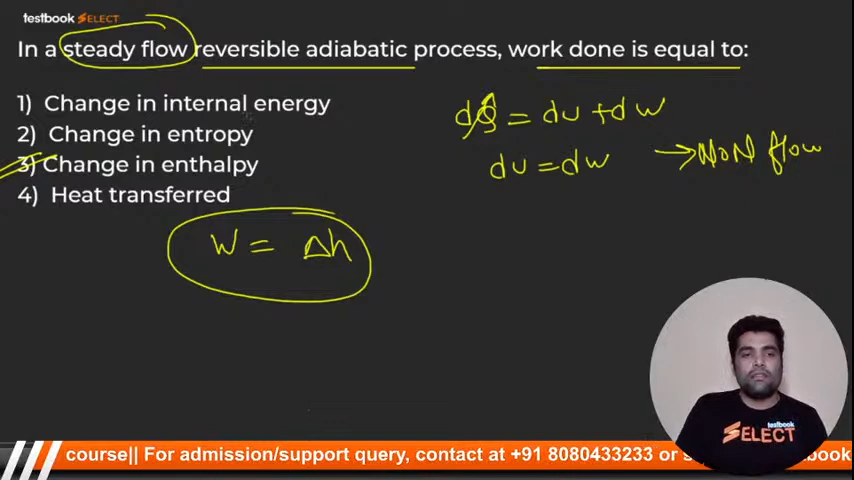 testbook SELECT
In a steady flow reversible adiabatic process, work done is equal to:
1) Change in internal energy
2) Change in entropy
3) Change in enthalpy
4) Heat transferred
dQ = du + dw
du = dw → Non flow
W = Δh
testbook
SELECT
course|| For admission/support query, contact at +91 8080433233 or s
book